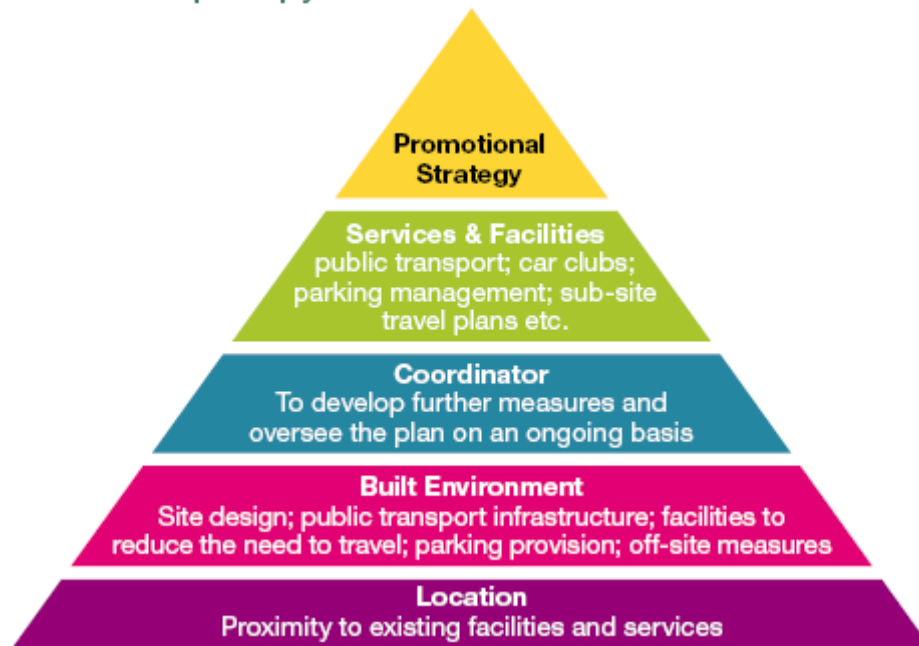 Promotional
Strategy
Services & Facilities
public transport; car clubs;
parking management; sub-site
travel plans etc.
Coordinator
To develop further measures and
oversee the plan on an ongoing basis
Built Environment
Site design; public transport infrastructure; facilities to
reduce the need to travel; parking provision; off-site measures
Location
Proximity to existing facilities and services